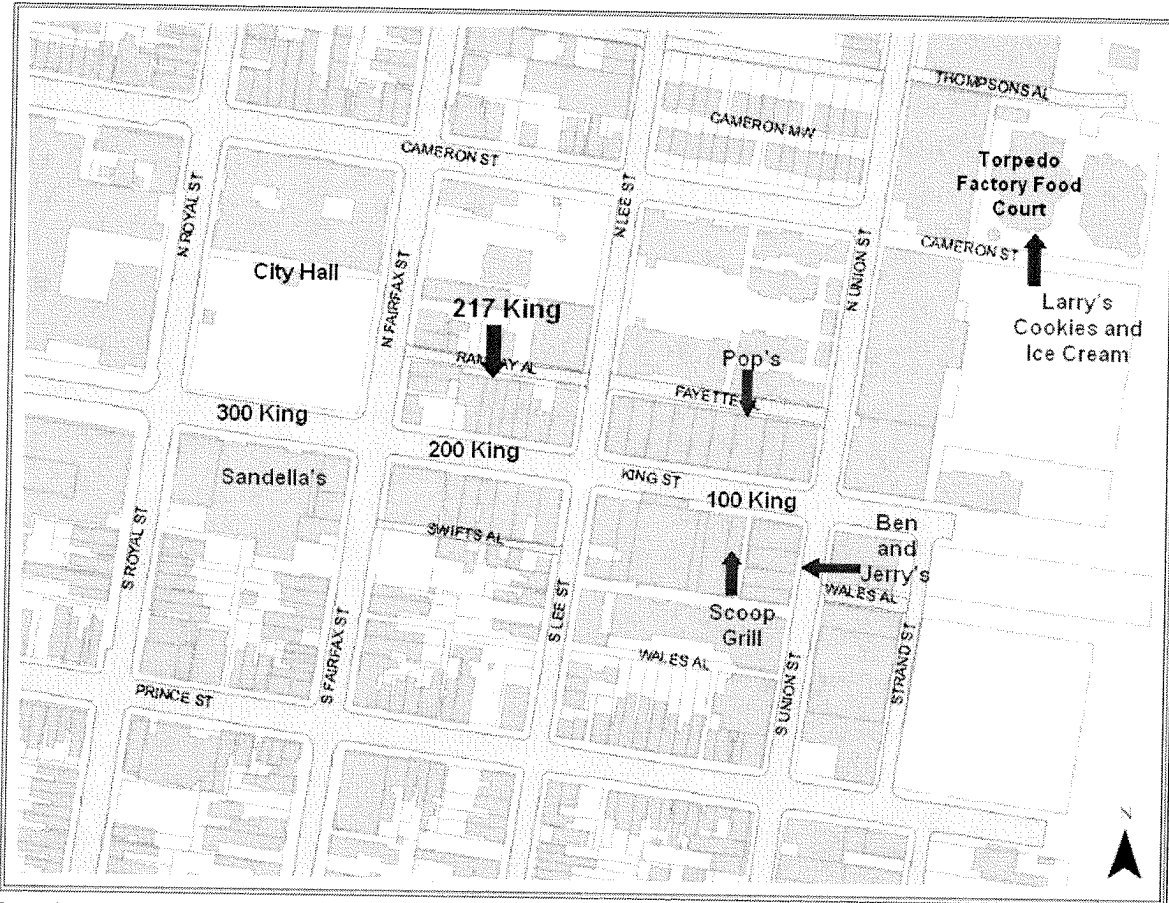 THOMPSONS AL
CAMERON MW
CAMERON ST
Torpedo
Factory Food
Court
N ROYAL ST
N LEE ST
N UNION ST
CAMERON ST
City Hall
N FAIRFAX ST
217 King
Larry's
Cookies and
Ice Cream
RAMSAY AL
Pop's
FAYETTE AL
300 King
200 King
Sandella's
KING ST
100 King
SWIFTS AL
Ben
and
Jerry's
WALES AL
S ROYAL ST
S FAIRFAX ST
S LEE ST
Scoop
Grill
WALES AL
S UNION ST
STRAND ST
PRINCE ST
N